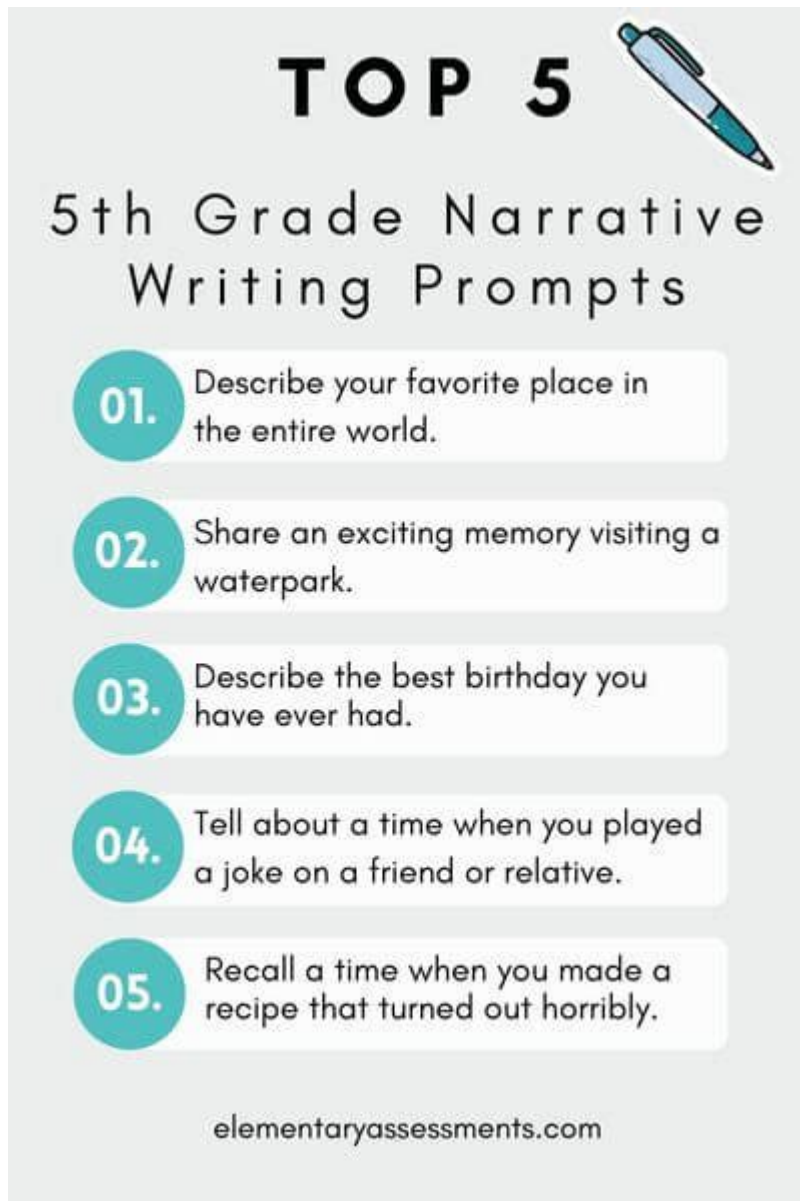 TOP 5
5th Grade Narrative
Writing Prompts
01.
Describe your favorite place in
the entire world.
02.
Share an exciting memory visiting a
waterpark.
03.
Describe the best birthday you
have ever had.
04.
Tell about a time when you played
a joke on a friend or relative.
05.
Recall a time when you made a
recipe that turned out horribly.
elementaryassessments.com